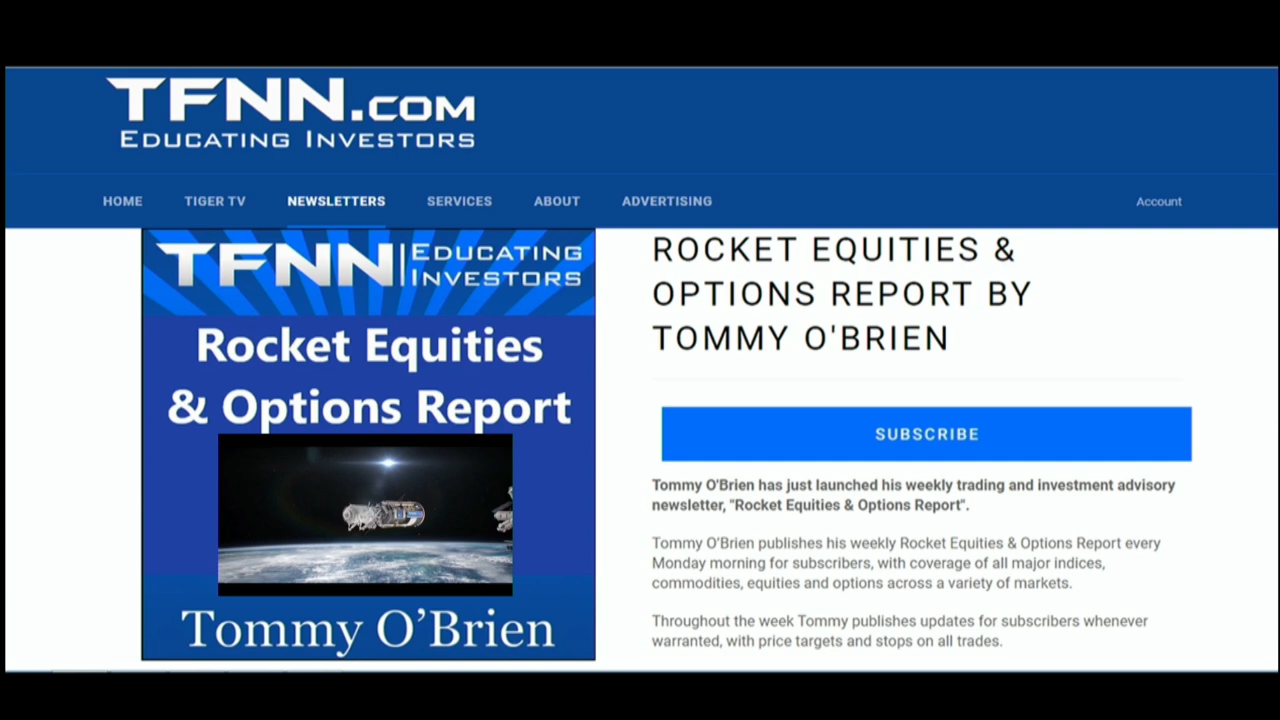 TFNN.COM
EDUCATING INVESTORS
HOME TIGER TV NEWSLETTERS SERVICES ABOUT ADVERTISING Account
TFNN EDUCATING
INVESTORS
Rocket Equities
& Options Report
Tommy O’Brien
ROCKET EQUITIES &
OPTIONS REPORT BY
TOMMY O'BRIEN
SUBSCRIBE
Tommy O'Brien has just launched his weekly trading and investment advisory
newsletter, "Rocket Equities & Options Report".
Tommy O'Brien publishes his weekly Rocket Equities & Options Report every
Monday morning for subscribers, with coverage of all major indices,
commodities, equities and options across a variety of markets.
Throughout the week Tommy publishes updates for subscribers whenever
warranted, with price targets and stops on all trades.